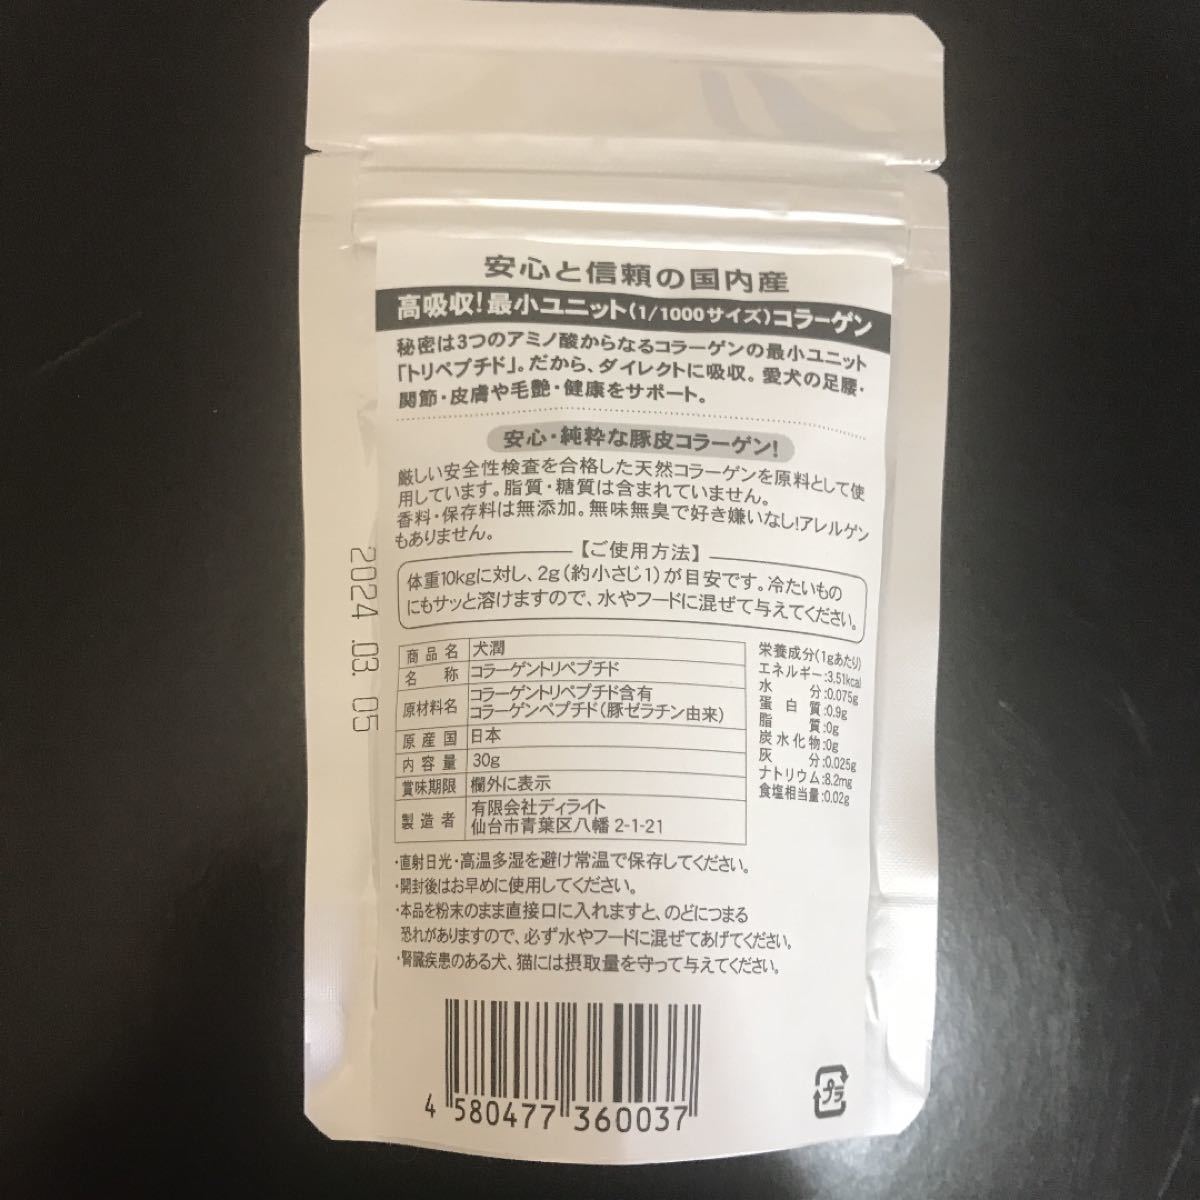 安心と信頼の国内産
高吸収!最小ユニット(1/1000サイズ)コラーゲン
秘密は3つのアミノ酸からなるコラーゲンの最小ユニット
「トリペプチド」。だから、ダイレクトに吸収。愛犬の足腰・
関節・皮膚や毛艶・健康をサポート。
安心・純粋な豚皮コラーゲン!
厳しい安全性検査を合格した天然コラーゲンを原料として使
用しています。脂質・糖質は含まれていません。
香料・保存料は無添加。無味無臭で好き嫌いなし!アレルゲン
もありません。
【ご使用方法】
体重10kgに対し、2g(約小さじ1)が目安です。冷たいもの
にもサッと溶けますので、水やフードに混ぜて与えてください。
2024.03.05
商品名 犬潤
名称 コラーゲントリペプチド
原材料名 コラーゲントリペプチド含有
コラーゲンペプチド(豚ゼラチン由来)
原産国 日本
内容量 30g
賞味期限 欄外に表示
製造者 有限会社ディライト
仙台市青葉区八幡 2-1-21
栄養成分(1gあたり)
エネルギー:3.51kcal
水分:0.075g
蛋白質:0.9g
脂質:0g
炭水化物:0g
灰分:0.025g
ナトリウム:8.2mg
食塩相当量:0.02g
・直射日光・高温多湿を避け常温で保存してください。
・開封後はお早めに使用してください。
・本品を粉末のまま直接口に入れますと、のどにつまる
恐れがありますので、必ず水やフードに混ぜてあげてください。
・腎臓疾患のある犬、猫には摂取量を守って与えてください。
4 580477 360037
プラ